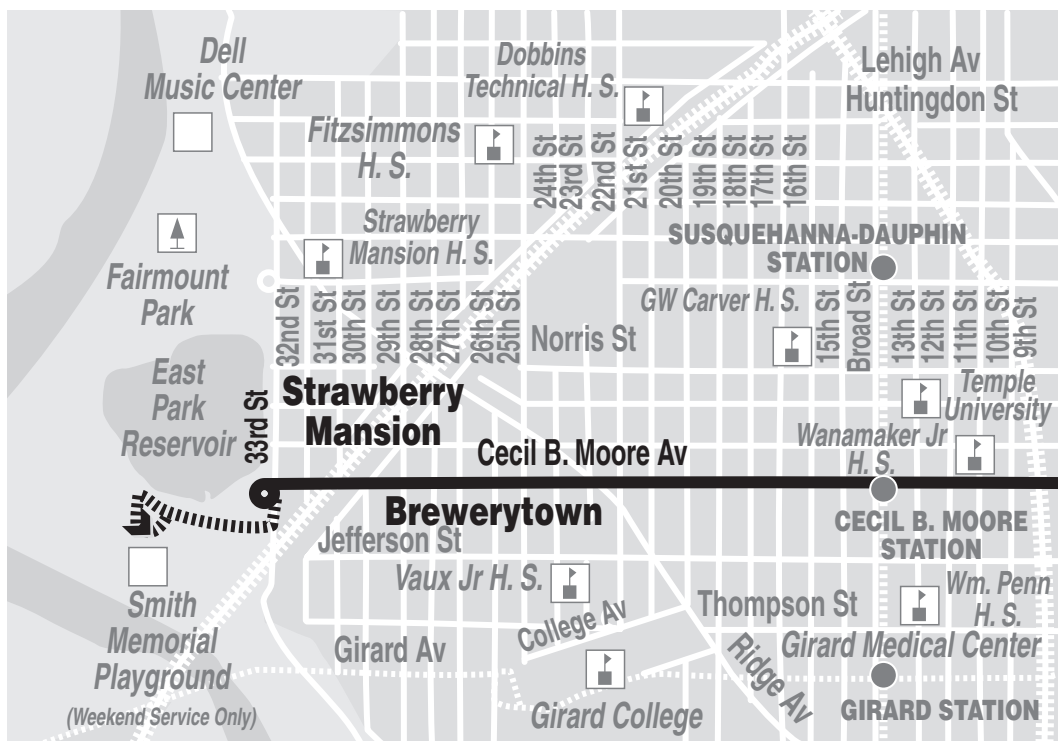 Dell
Music Center
Dobbins
Technical H. S.
Lehigh Av
Huntingdon St
Fitzsimmons
H. S.
24th St
23rd St
22nd St
21st St
20th St
19th St
18th St
17th St
16th St
Strawberry
Mansion H. S.
SUSQUEHANNA-DAUPHIN
STATION
Fairmount
Park
32nd St
31st St
30th St
29th St
28th St
27th St
26th St
25th St
Norris St
GW Carver H. S.
15th St
Broad St
13th St
12th St
11th St
10th St
9th St
East
Park
Reservoir
33rd St
Strawberry
Mansion
Temple
University
Wanamaker Jr
H. S.
Cecil B. Moore Av
Brewerytown
CECIL B. MOORE
STATION
Jefferson St
Vaux Jr H. S.
Smith
Memorial
Playground
(Weekend Service Only)
College Av
Thompson St
Wm. Penn
H. S.
Girard Av
Ridge Av
Girard Medical Center
Girard College
GIRARD STATION